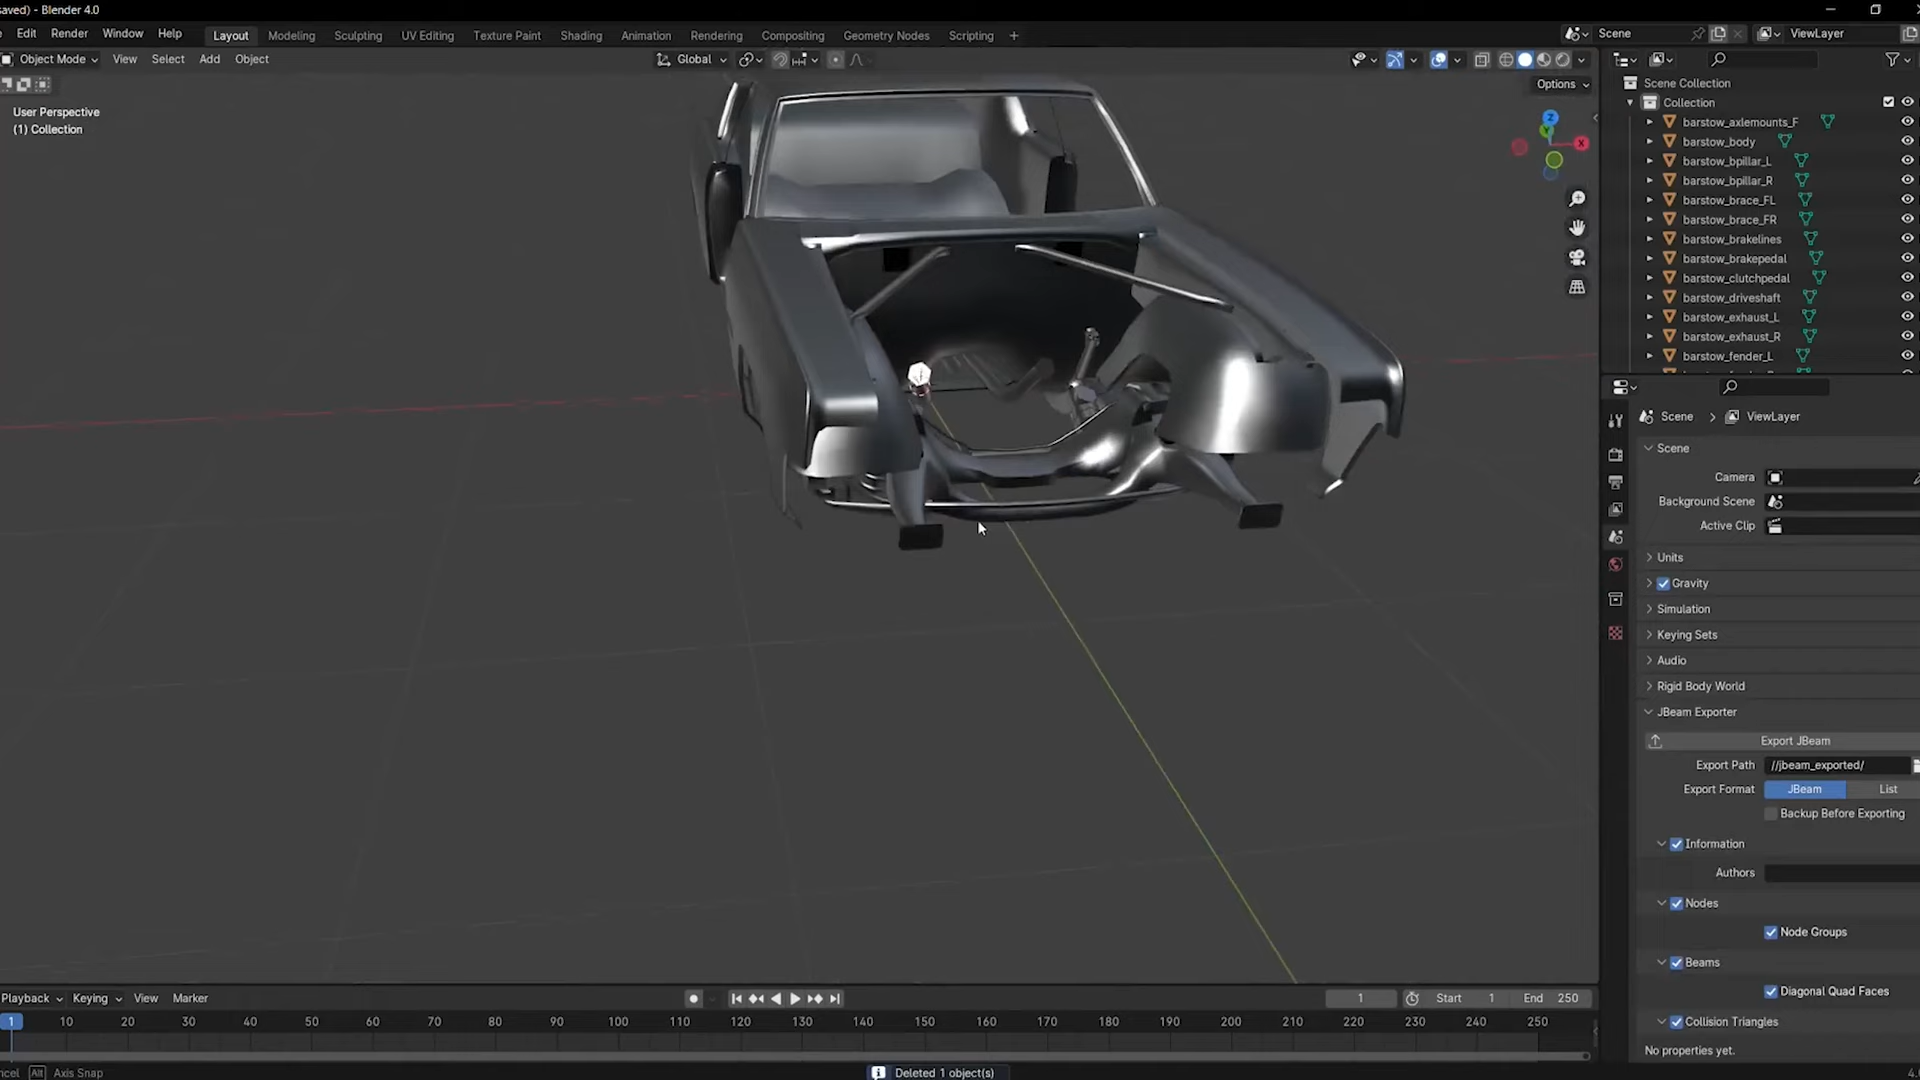 saved) - Blender 4.0
Edit Render Window Help Layout Modeling Sculpting UV Editing Texture Paint Shading Animation Rendering Compositing Geometry Nodes Scripting + Scene ViewLayer
Object Mode View Select Add Object Global
Options
User Perspective
(1) Collection
Z
Y
X
Scene Collection
Collection
barstow_axlemounts_F
barstow_body
barstow_bpillar_L
barstow_bpillar_R
barstow_brace_FL
barstow_brace_FR
barstow_brakelines
barstow_brakepedal
barstow_clutchpedal
barstow_driveshaft
barstow_exhaust_L
barstow_exhaust_R
barstow_fender_L
Scene > ViewLayer
Scene
Camera
Background Scene
Active Clip
Units
Gravity
Simulation
Keying Sets
Audio
Rigid Body World
JBeam Exporter
Export JBeam
Export Path //jbeam_exported/
Export Format JBeam List
Backup Before Exporting
Information
Authors
Nodes
Node Groups
Beams
Diagonal Quad Faces
Collision Triangles
No properties yet.
Playback Keying View Marker 1 Start 1 End 250
1 10 20 30 40 50 60 70 80 90 100 110 120 130 140 150 160 170 180 190 200 210 220 230 240 250
ncel Alt Axis Snap Deleted 1 object(s) 4.